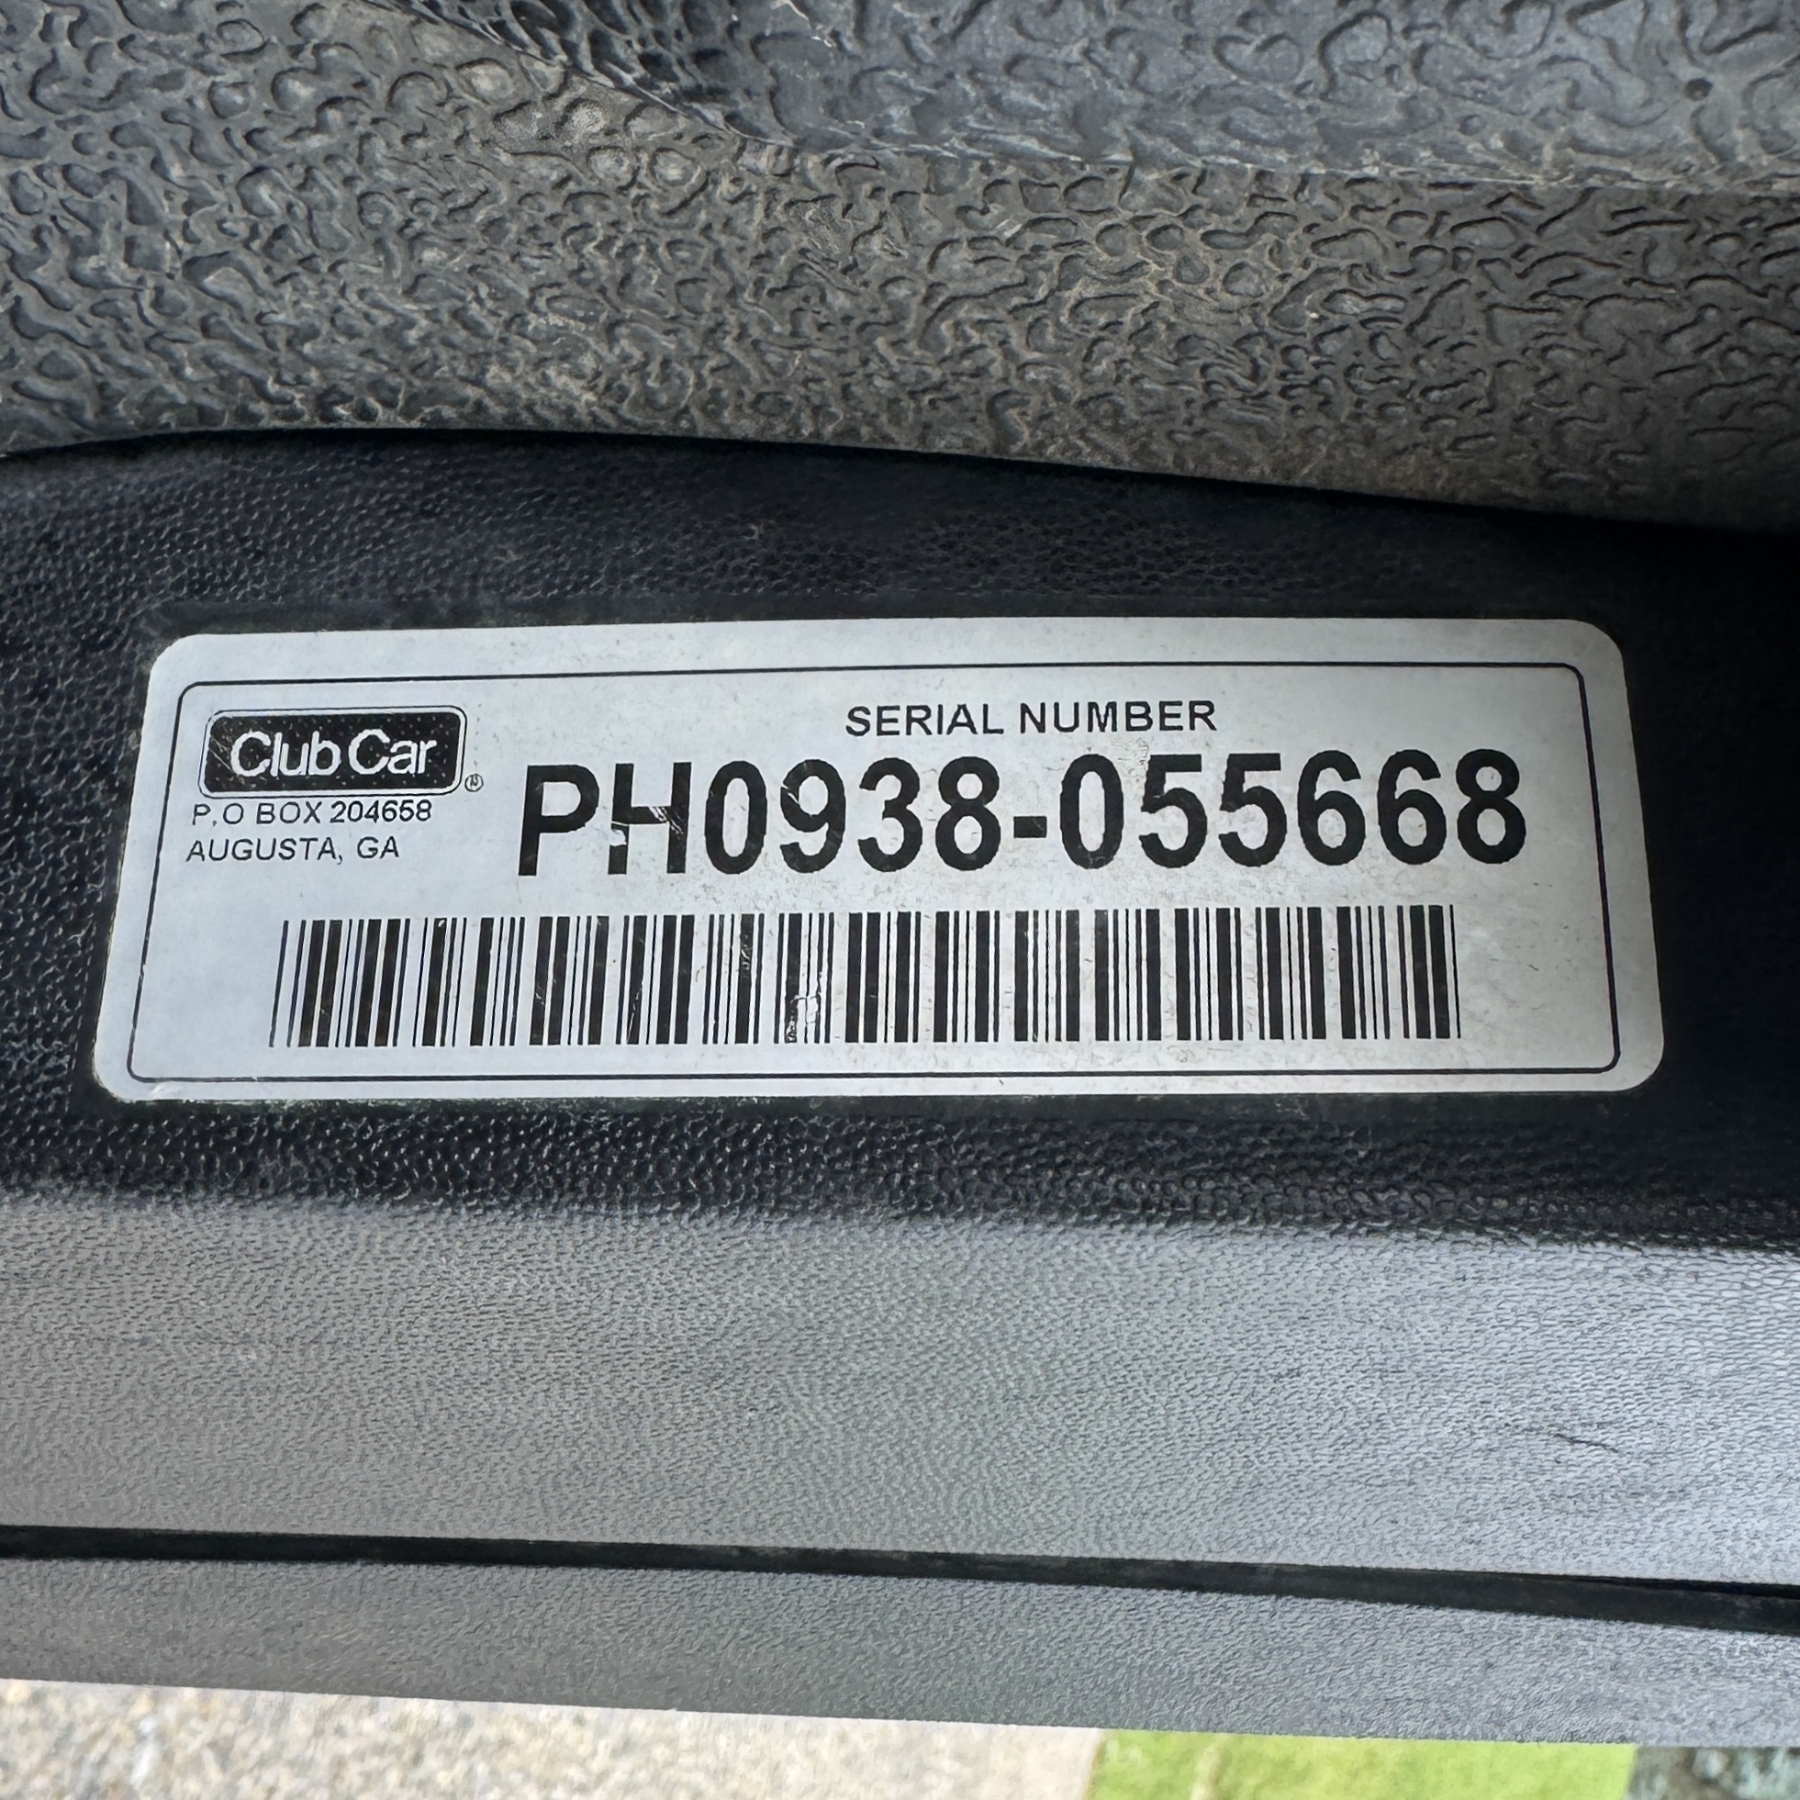 Club Car®
P.O BOX 204658
AUGUSTA, GA
SERIAL NUMBER
PH0938-055668